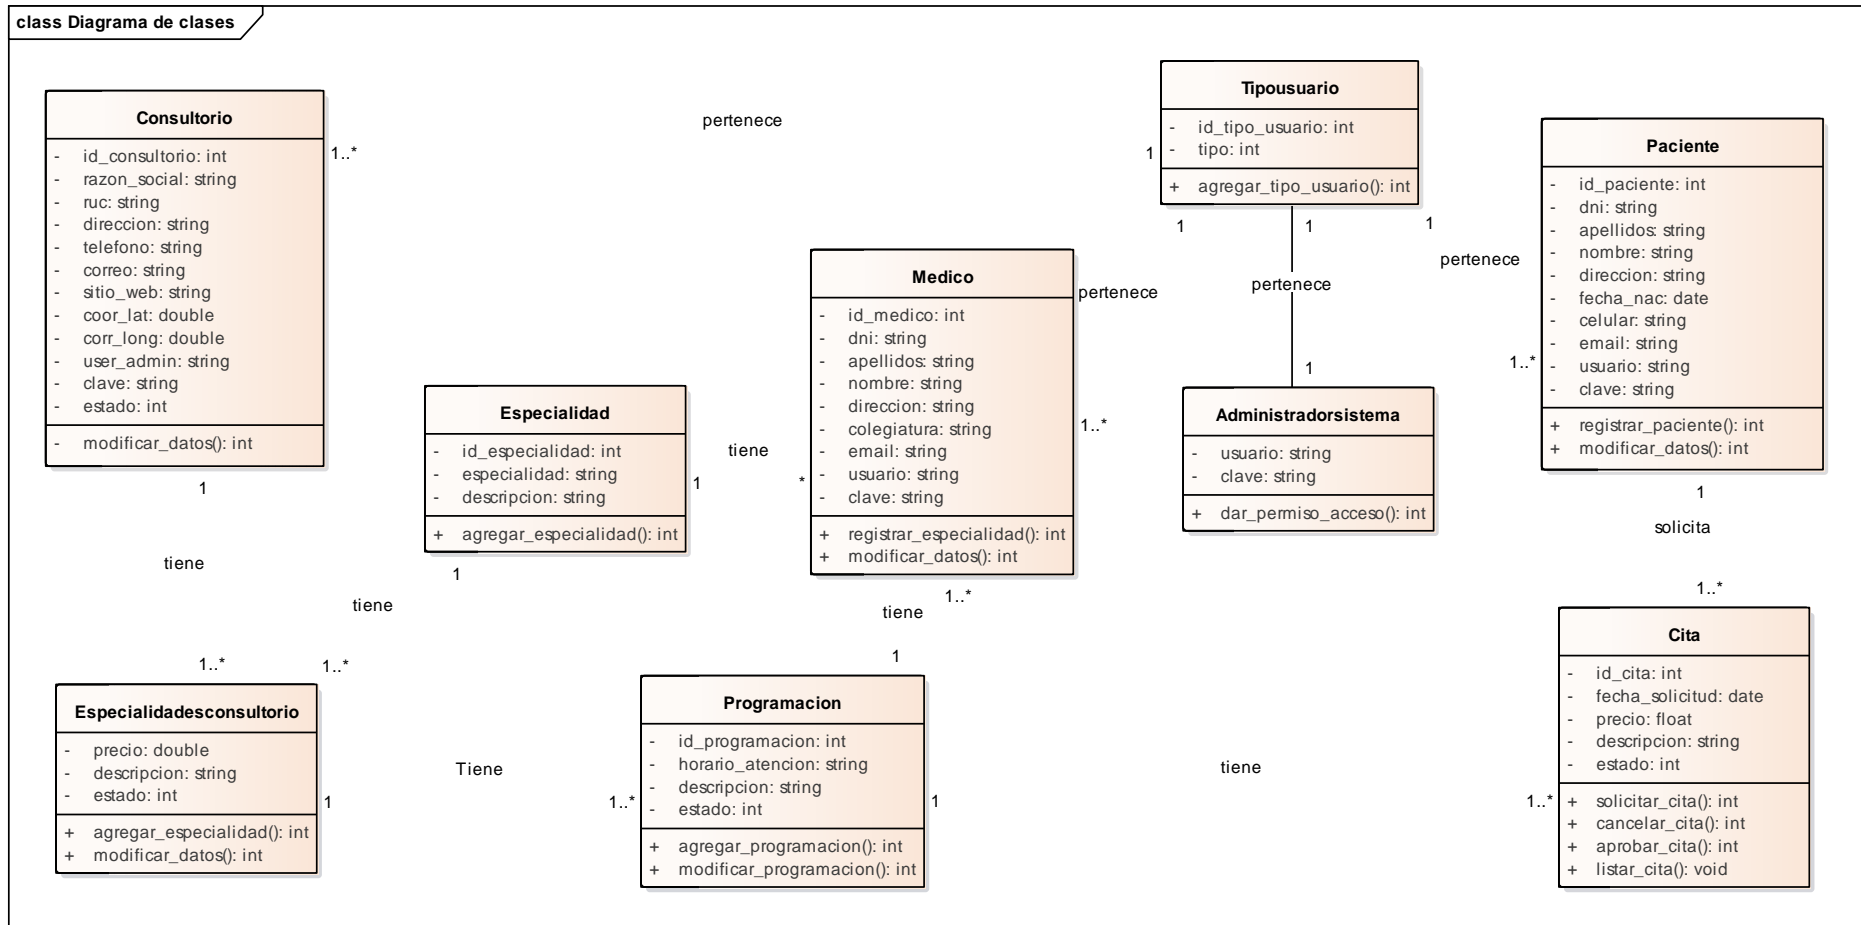 class Diagrama de clases
Consultorio
- id_consultorio: int
- razon_social: string
- ruc: string
- direccion: string
- telefono: string
- correo: string
- sitio_web: string
- coor_lat: double
- corr_long: double
- user_admin: string
- clave: string
- estado: int
- modificar_datos(): int
1..*
pertenece
1
Tipousuario
- id_tipo_usuario: int
- tipo: int
+ agregar_tipo_usuario(): int
1
1
1
pertenece
pertenece
pertenece
Paciente
- id_paciente: int
- dni: string
- apellidos: string
- nombre: string
- direccion: string
- fecha_nac: date
- celular: string
- email: string
- usuario: string
- clave: string
+ registrar_paciente(): int
+ modificar_datos(): int
1..*
Medico
- id_medico: int
- dni: string
- apellidos: string
- nombre: string
- direccion: string
- colegiatura: string
- email: string
- usuario: string
- clave: string
+ registrar_especialidad(): int
+ modificar_datos(): int
1..*
1
Administradorsistema
- usuario: string
- clave: string
+ dar_permiso_acceso(): int
Especialidad
- id_especialidad: int
- especialidad: string
- descripcion: string
+ agregar_especialidad(): int
1
tiene
*
1
tiene
1
tiene
1..*
1..*
1..*
tiene
1
1
solicita
1..*
Especialidadesconsultorio
- precio: double
- descripcion: string
- estado: int
+ agregar_especialidad(): int
+ modificar_datos(): int
1
Tiene
1..*
Programacion
- id_programacion: int
- horario_atencion: string
- descripcion: string
- estado: int
+ agregar_programacion(): int
+ modificar_programacion(): int
1
tiene
1..*
Cita
- id_cita: int
- fecha_solicitud: date
- precio: float
- descripcion: string
- estado: int
+ solicitar_cita(): int
+ cancelar_cita(): int
+ aprobar_cita(): int
+ listar_cita(): void